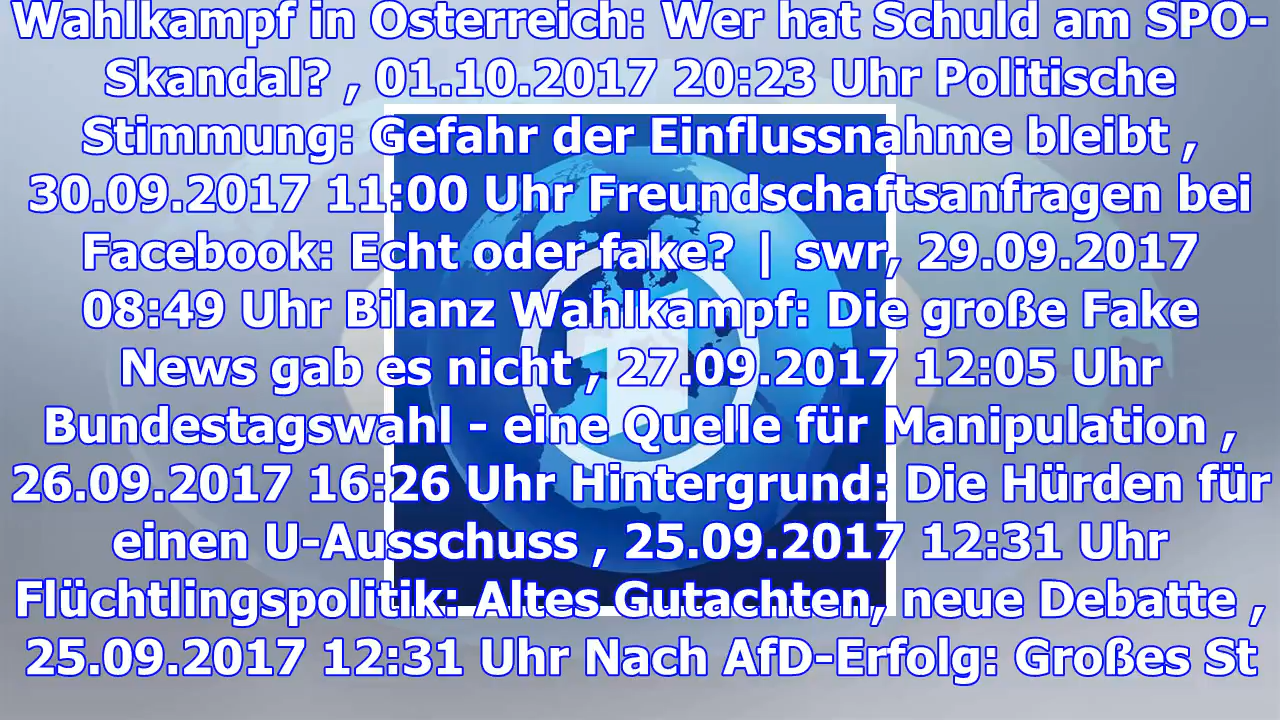 Wahlkampf in Österreich: Wer hat Schuld am SPÖ-
Skandal? , 01.10.2017 20:23 Uhr Politische
Stimmung: Gefahr der Einflussnahme bleibt ,
30.09.2017 11:00 Uhr Freundschaftsanfragen bei
Facebook: Echt oder fake? | swr, 29.09.2017
08:49 Uhr Bilanz Wahlkampf: Die große Fake
News gab es nicht , 27.09.2017 12:05 Uhr
Bundestagswahl - eine Quelle für Manipulation ,
26.09.2017 16:26 Uhr Hintergrund: Die Hürden für
einen U-Ausschuss , 25.09.2017 12:31 Uhr
Flüchtlingspolitik: Altes Gutachten, neue Debatte ,
25.09.2017 12:31 Uhr Nach AfD-Erfolg: Großes St